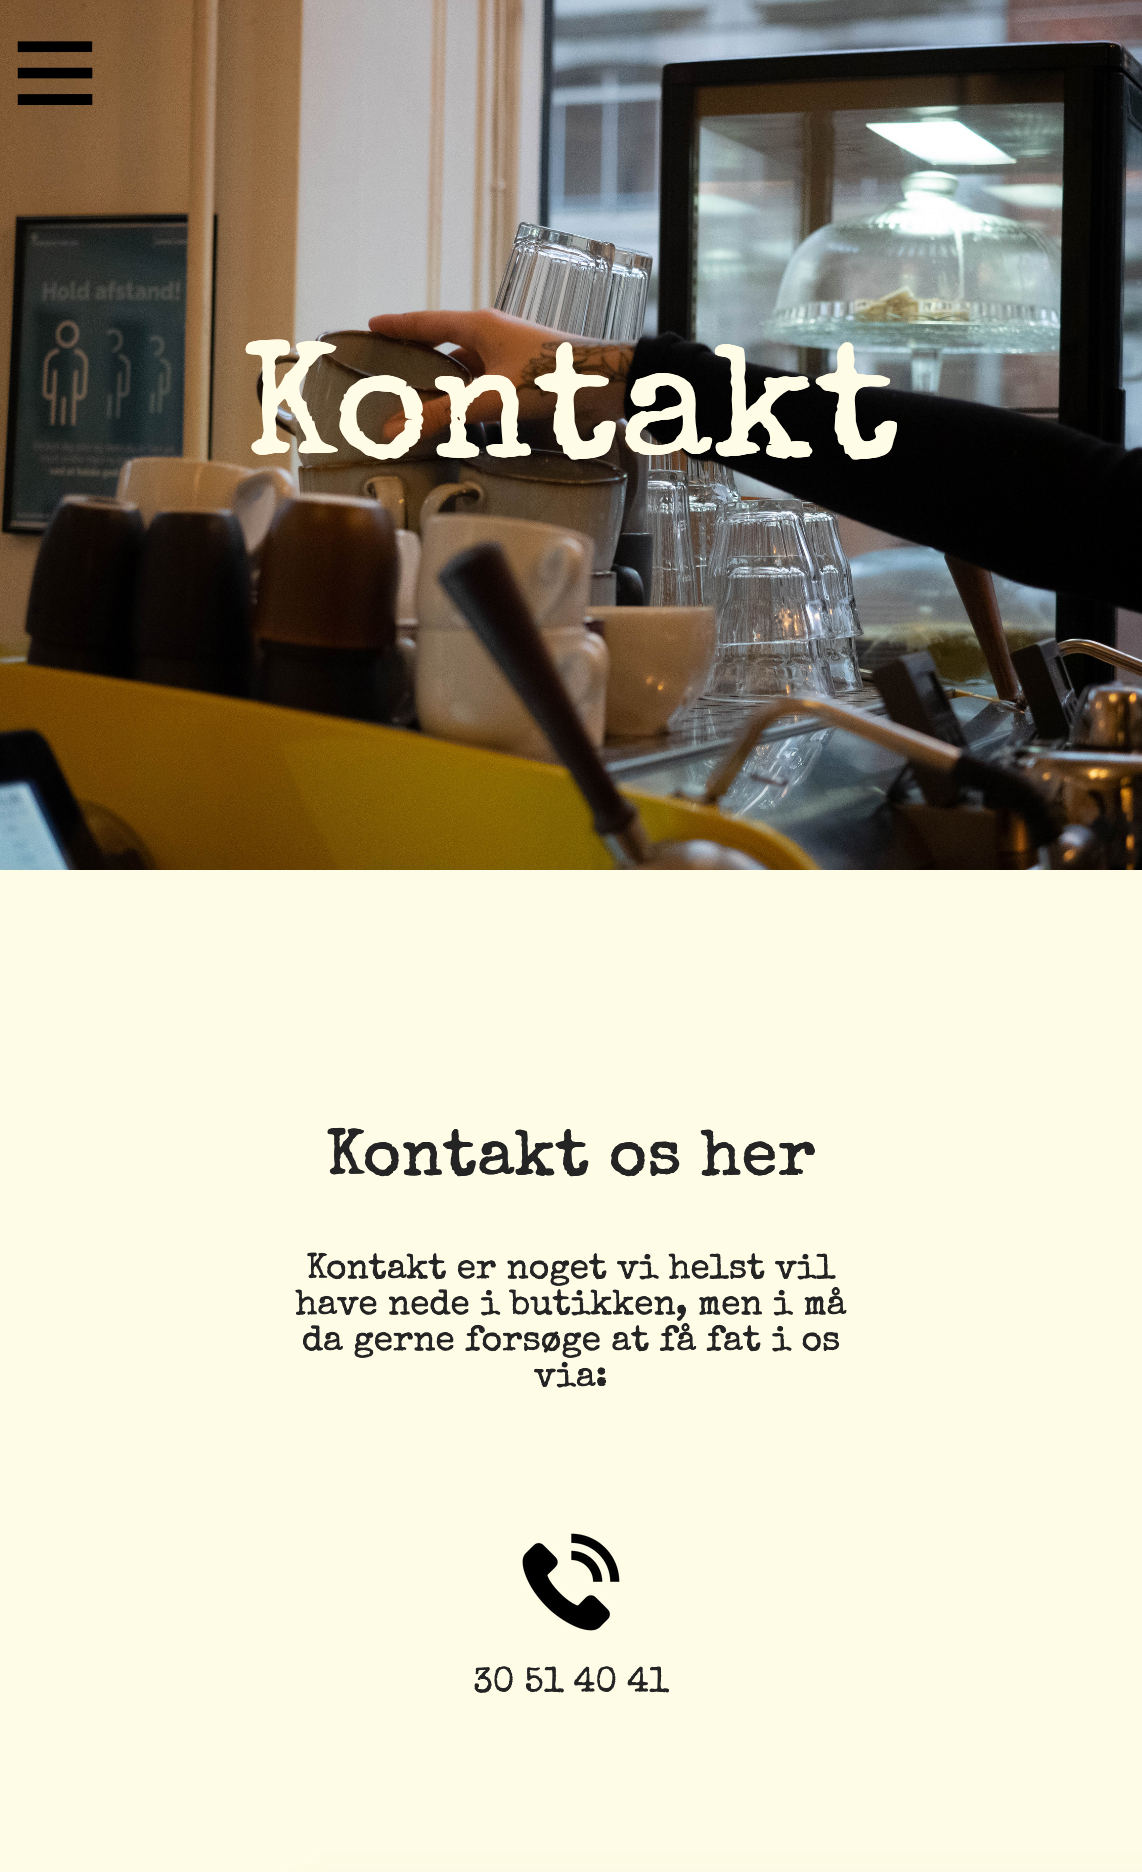 Hold afstand!
Kontakt
Kontakt os her
Kontakt er noget vi helst vil
have nede i butikken, men i må
da gerne forsøge at få fat i os
via:
30 51 40 41